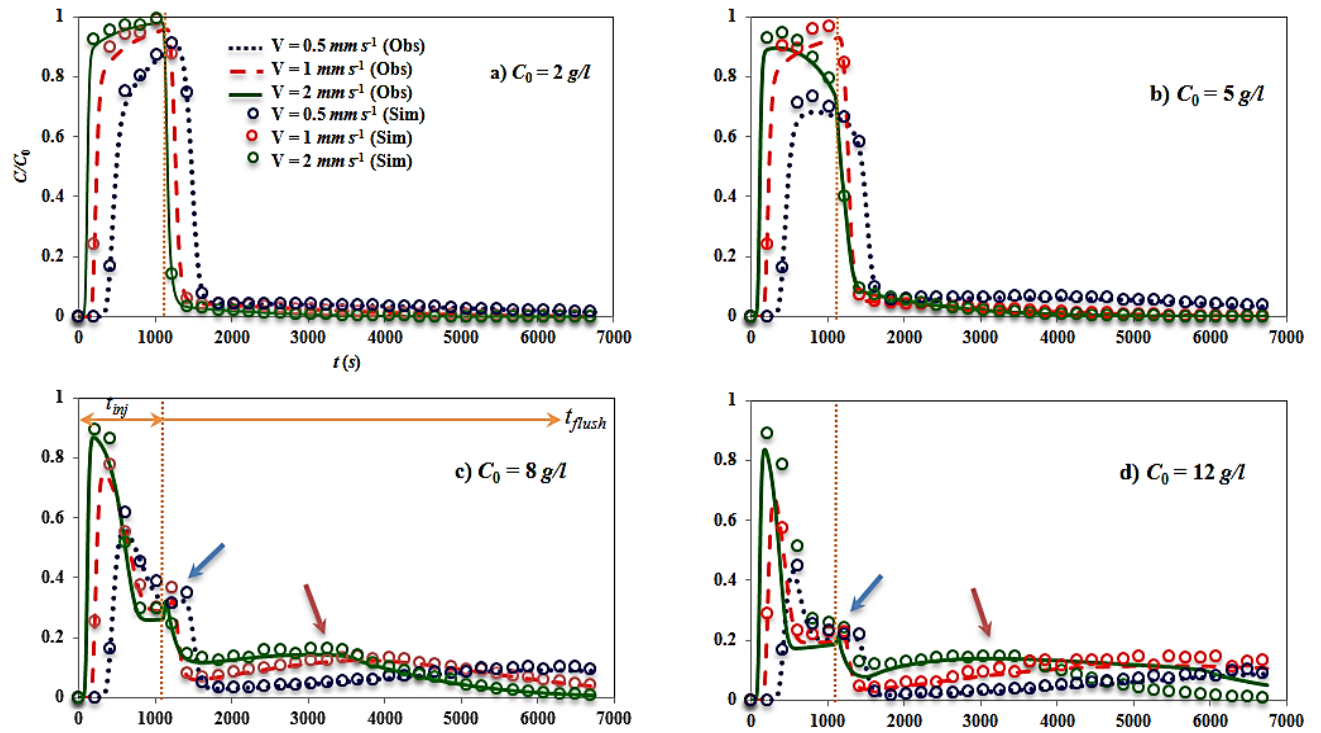 1
0.8
0.6
0.4
0.2
0
C/C0
V = 0.5 mm s-1 (Obs)
V = 1 mm s-1 (Obs)
V = 2 mm s-1 (Obs)
V = 0.5 mm s-1 (Sim)
V = 1 mm s-1 (Sim)
V = 2 mm s-1 (Sim)
a) C0 = 2 g/l
0 1000 2000 3000 4000 5000 6000 7000
t (s)
1
0.8
0.6
0.4
0.2
0
b) C0 = 5 g/l
0 1000 2000 3000 4000 5000 6000 7000
1
0.8
0.6
0.4
0.2
0
tinj
tflush
c) C0 = 8 g/l
0 1000 2000 3000 4000 5000 6000 7000
1
0.8
0.6
0.4
0.2
0
d) C0 = 12 g/l
0 1000 2000 3000 4000 5000 6000 7000